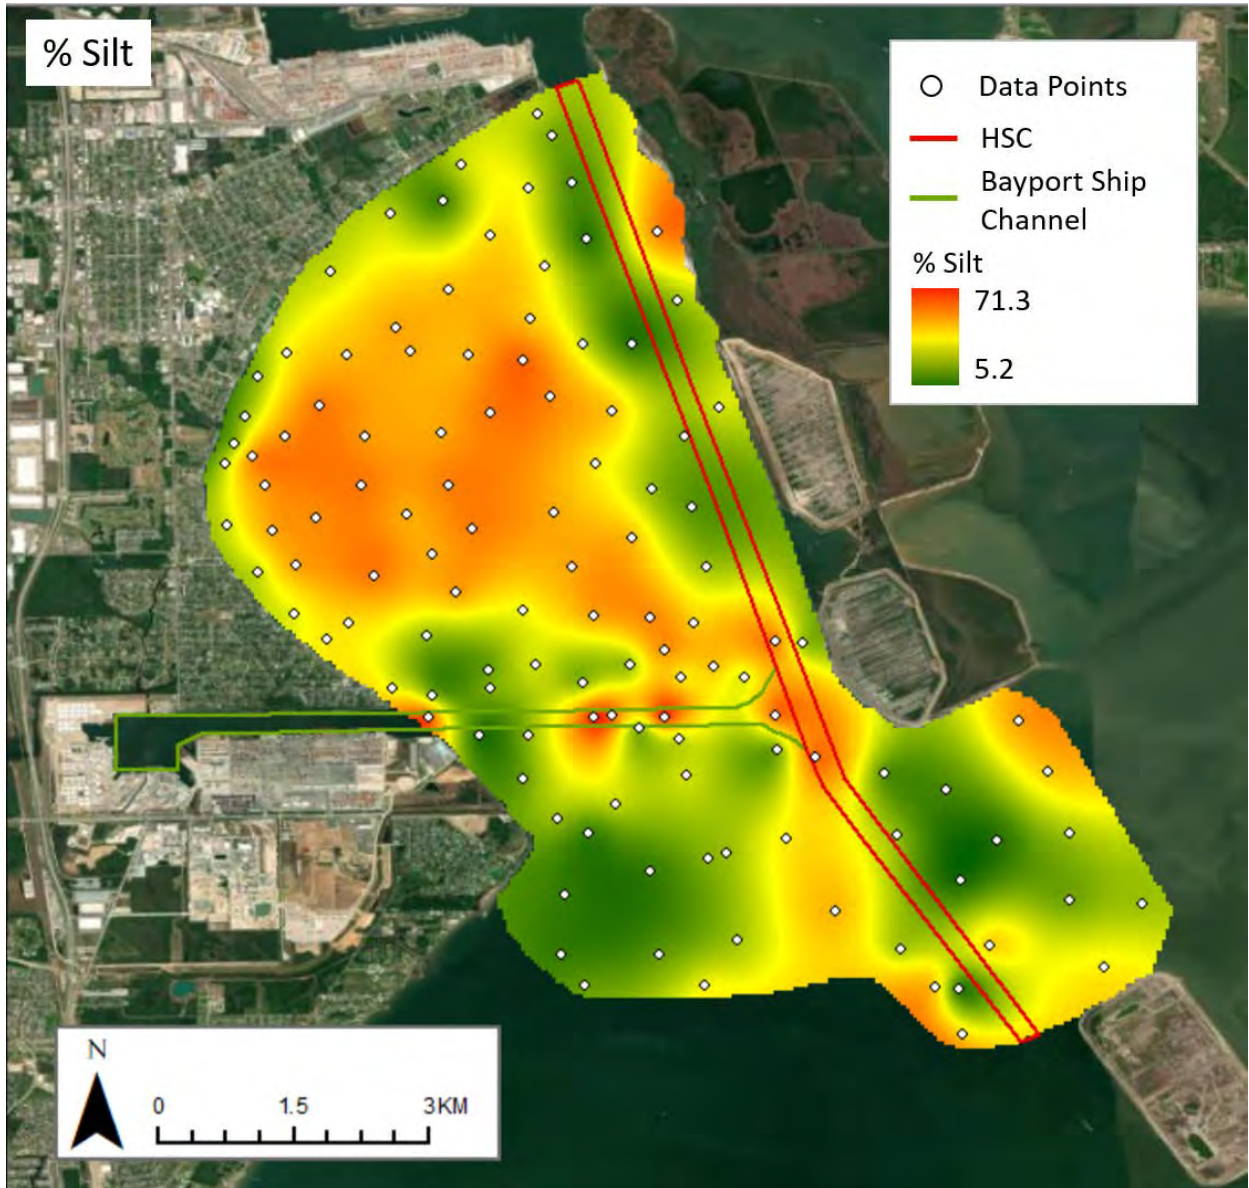 % Silt
Data Points
HSC
Bayport Ship
Channel
% Silt
71.3
5.2
N
0 1.5 3KM